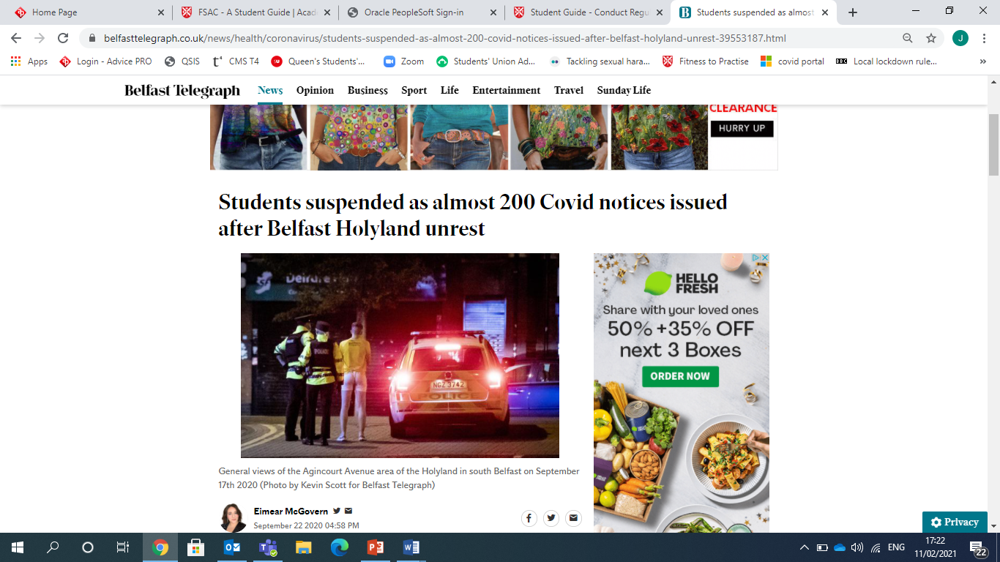 Home Page
FSAC - A Student Guide | Acad
Oracle PeopleSoft Sign-in
Student Guide - Conduct Regu
Students suspended as almost
belfasttelegraph.co.uk/news/health/coronavirus/students-suspended-as-almost-200-covid-notices-issued-after-belfast-holyland-unrest-39553187.html
J
Apps
Login - Advice PRO
QSIS
CMS T4
Queen's Students'...
Zoom
Students' Union Ad...
Tackling sexual hara...
Fitness to Practise
covid portal
BBC Local lockdown rule...
Belfast Telegraph
News
Opinion
Business
Sport
Life
Entertainment
Travel
Sunday Life
CLEARANCE
HURRY UP
Students suspended as almost 200 Covid notices issued
after Belfast Holyland unrest
Deirdre
POLICE
NGZ 3742
POLICE
HELLO
FRESH
Share with your loved ones
50% +35% OFF
next 3 Boxes
ORDER NOW
General views of the Agincourt Avenue area of the Holyland in south Belfast on September
17th 2020 (Photo by Kevin Scott for Belfast Telegraph)
Eimear McGovern
September 22 2020 04:58 PM
Privacy
ENG
17:22
11/02/2021
22